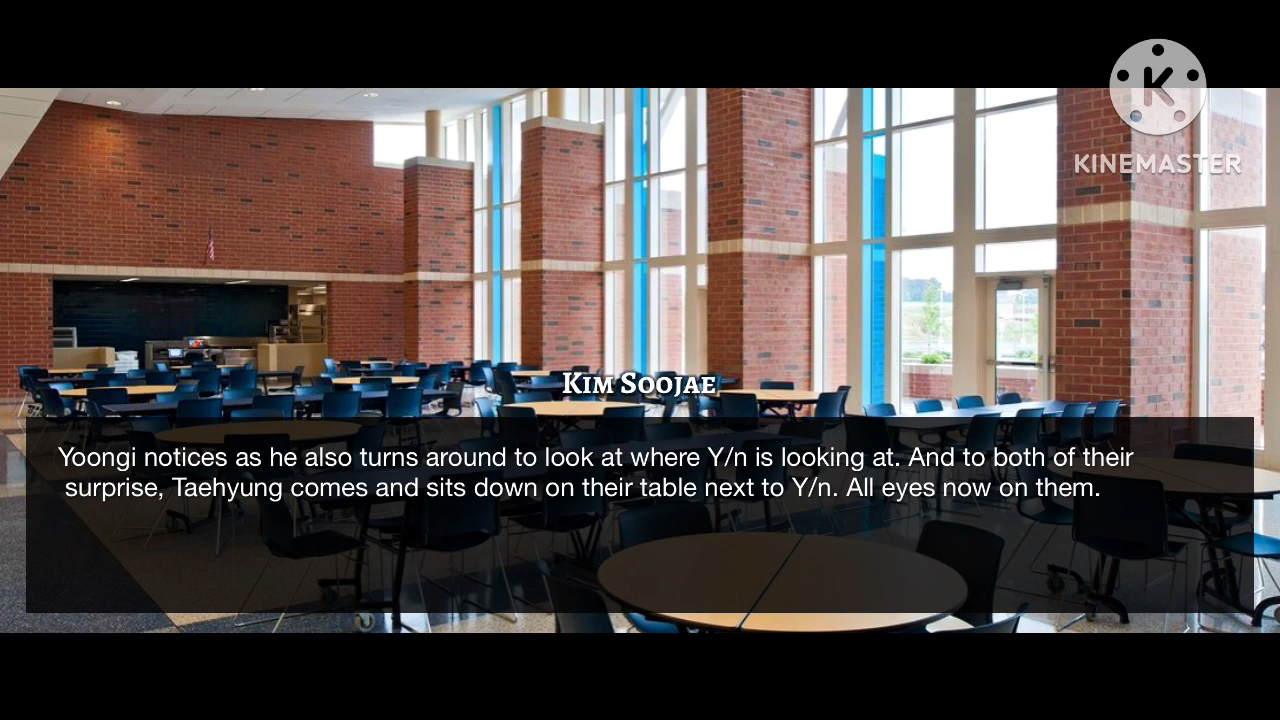 K
KINEMASTER
Kim Soojae
Yoongi notices as he also turns around to look at where Y/n is looking at. And to both of their
surprise, Taehyung comes and sits down on their table next to Y/n. All eyes now on them.